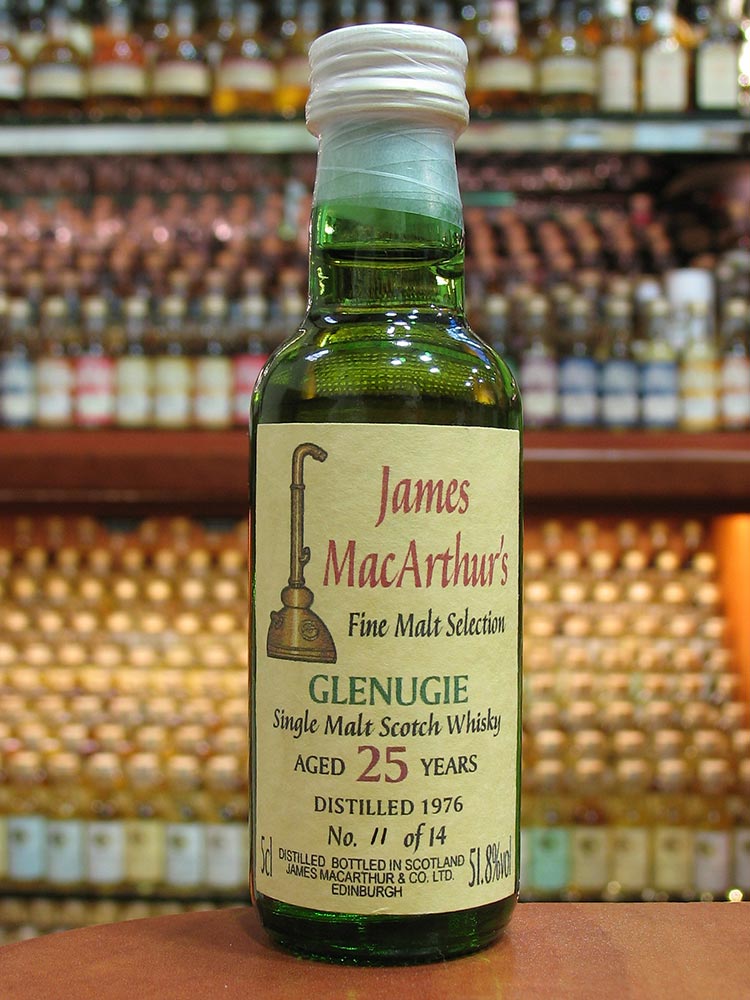 James
MacArthur's
Fine Malt Selection
GLENUGIE
Single Malt Scotch Whisky
AGED 25 YEARS
DISTILLED 1976
No. 11 of 14
5cl
DISTILLED BOTTLED IN SCOTLAND
JAMES MACARTHUR & CO. LTD.
EDINBURGH
51.8%vol